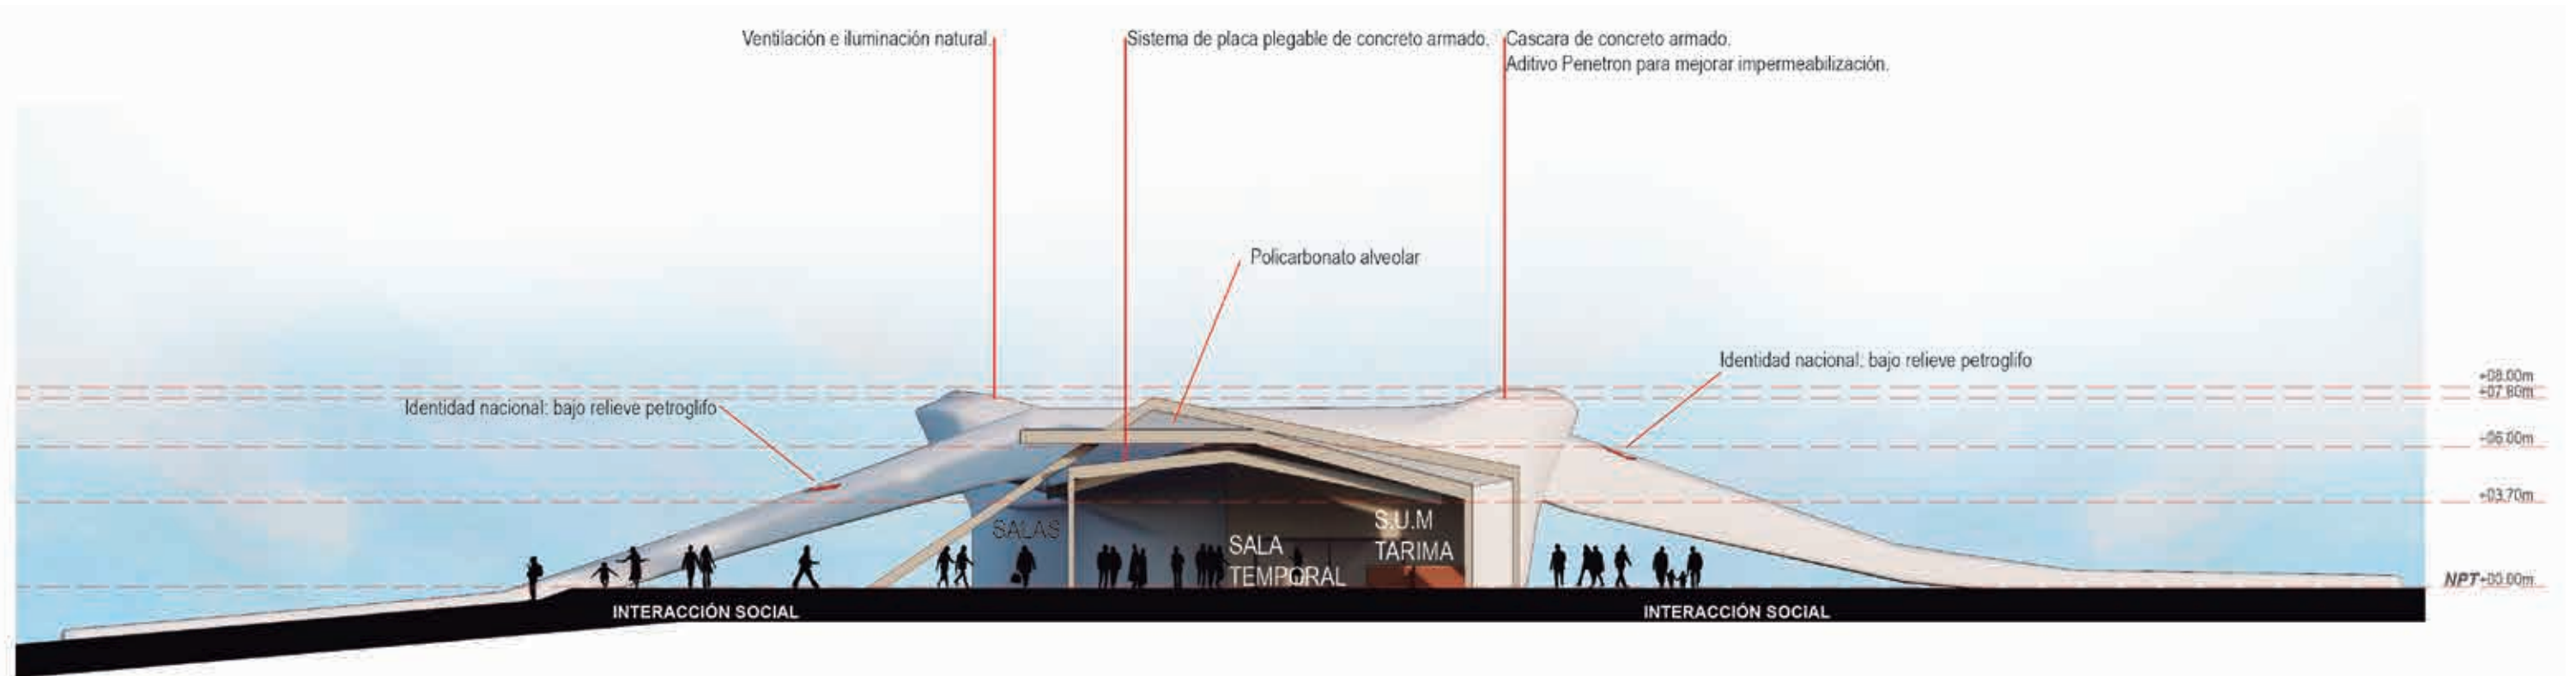 Ventilación e iluminación natural.
Sistema de placa plegable de concreto armado.
Cascara de concreto armado.
Aditivo Penetron para mejorar impermeabilización.
Policarbonato alveolar
Identidad nacional: bajo relieve petroglifo
Identidad nacional: bajo relieve petroglifo
+08.00m
+07.80m
+06.00m
+03.70m
NPT+00.00m
SALAS
SALA
TEMPORAL
S.U.M
TARIMA
INTERACCIÓN SOCIAL
INTERACCIÓN SOCIAL